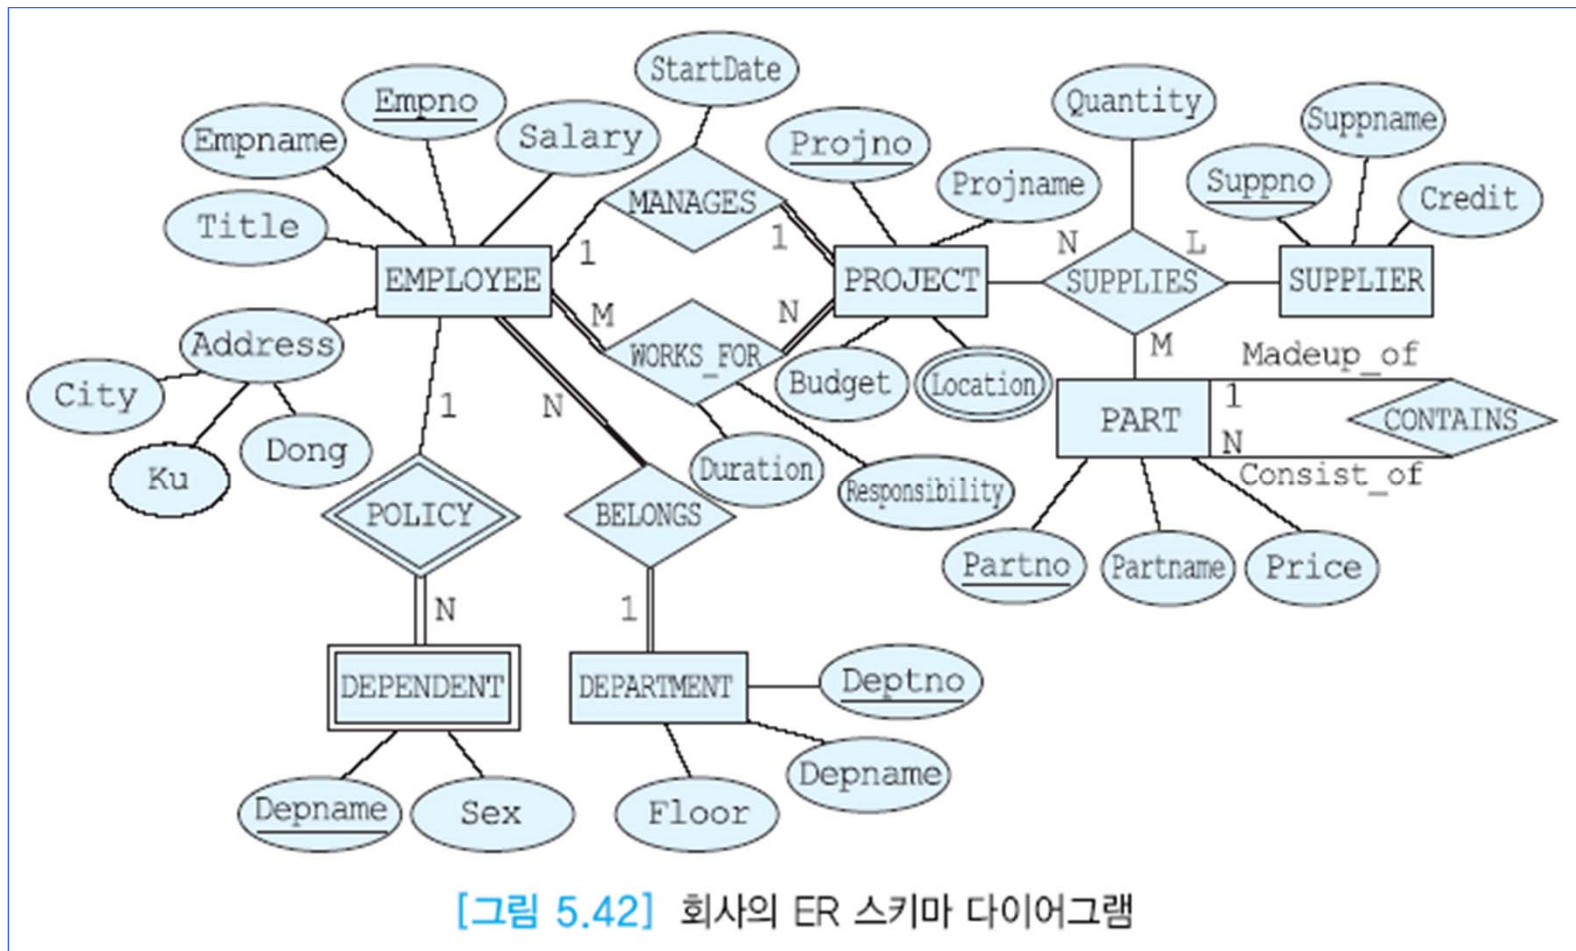 StartDate
Empno
Quantity
Suppname
Empname
Salary
Projno
Projname
Suppno
Credit
Title
MANAGES
1
1
N
L
EMPLOYEE
PROJECT
SUPPLIES
SUPPLIER
M
N
M
Address
WORKS_FOR
Madeup_of
City
Budget
Location
1
PART
CONTAINS
1
N
N
Consist_of
Dong
Ku
Duration
Responsibility
POLICY
BELONGS
Partno
Partname
Price
N
1
DEPENDENT
DEPARTMENT
Deptno
Depname
Depname
Sex
Floor
[그림 5.42] 회사의 ER 스키마 다이어그램